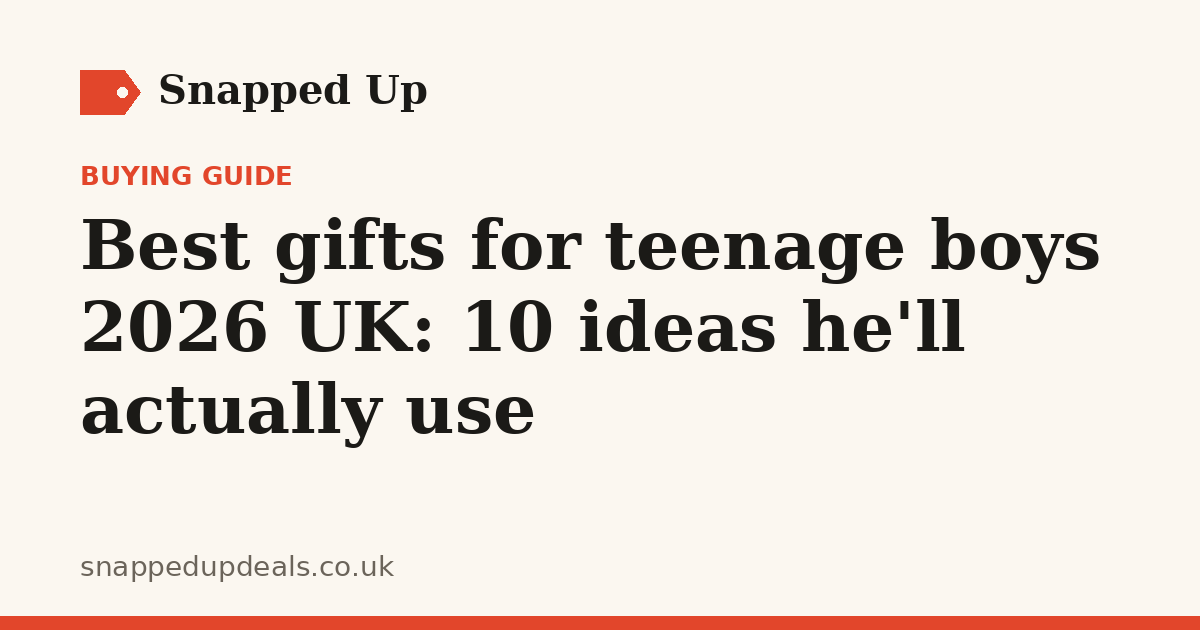 Snapped Up
BUYING GUIDE
Best gifts for teenage boys
2026 UK: 10 ideas he'll
actually use
snappedupdeals.co.uk